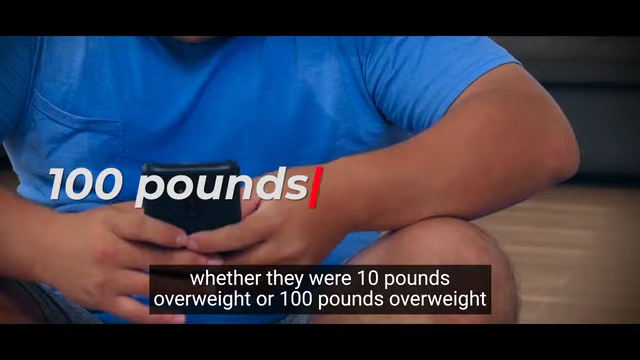 100 pounds
whether they were 10 pounds
overweight or 100 pounds overweight